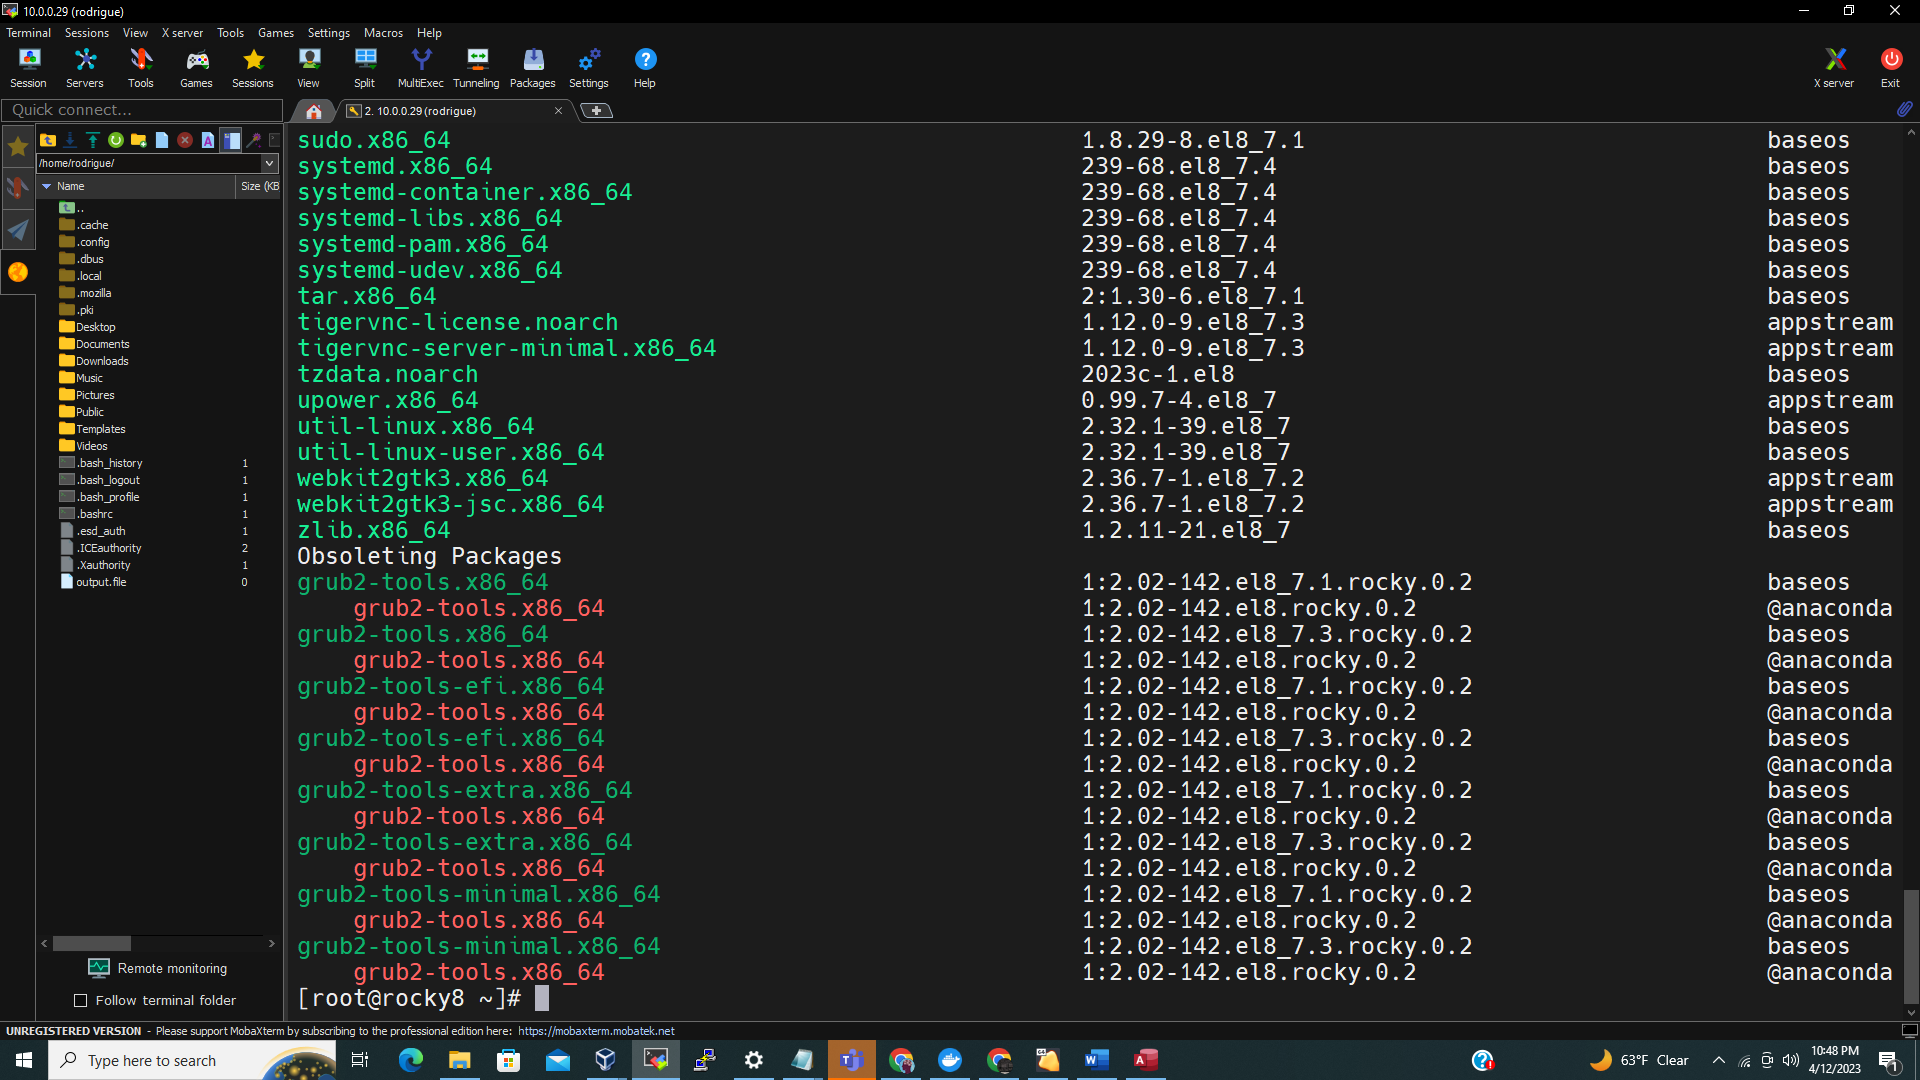 10.0.0.29 (rodrigue)
Terminal Sessions View X server Tools Games Settings Macros Help
Session Servers Tools Games Sessions View Split MultiExec Tunneling Packages Settings Help X server Exit
Quick connect... 2. 10.0.0.29 (rodrigue)
/home/rodrigue/
Name Size (KB
..
.cache
.config
.dbus
.local
.mozilla
.pki
Desktop
Documents
Downloads
Music
Pictures
Public
Templates
Videos
.bash_history 1
.bash_logout 1
.bash_profile 1
.bashrc 1
.esd_auth 1
.ICEauthority 2
.Xauthority 1
output.file 0
Remote monitoring
Follow terminal folder
sudo.x86_64 1.8.29-8.el8_7.1 baseos
systemd.x86_64 239-68.el8_7.4 baseos
systemd-container.x86_64 239-68.el8_7.4 baseos
systemd-libs.x86_64 239-68.el8_7.4 baseos
systemd-pam.x86_64 239-68.el8_7.4 baseos
systemd-udev.x86_64 239-68.el8_7.4 baseos
tar.x86_64 2:1.30-6.el8_7.1 baseos
tigervnc-license.noarch 1.12.0-9.el8_7.3 appstream
tigervnc-server-minimal.x86_64 1.12.0-9.el8_7.3 appstream
tzdata.noarch 2023c-1.el8 baseos
upower.x86_64 0.99.7-4.el8_7 appstream
util-linux.x86_64 2.32.1-39.el8_7 baseos
util-linux-user.x86_64 2.32.1-39.el8_7 baseos
webkit2gtk3.x86_64 2.36.7-1.el8_7.2 appstream
webkit2gtk3-jsc.x86_64 2.36.7-1.el8_7.2 appstream
zlib.x86_64 1.2.11-21.el8_7 baseos
Obsoleting Packages
grub2-tools.x86_64 1:2.02-142.el8_7.1.rocky.0.2 baseos
grub2-tools.x86_64 1:2.02-142.el8.rocky.0.2 @anaconda
grub2-tools.x86_64 1:2.02-142.el8_7.3.rocky.0.2 baseos
grub2-tools.x86_64 1:2.02-142.el8.rocky.0.2 @anaconda
grub2-tools-efi.x86_64 1:2.02-142.el8_7.1.rocky.0.2 baseos
grub2-tools.x86_64 1:2.02-142.el8.rocky.0.2 @anaconda
grub2-tools-efi.x86_64 1:2.02-142.el8_7.3.rocky.0.2 baseos
grub2-tools.x86_64 1:2.02-142.el8.rocky.0.2 @anaconda
grub2-tools-extra.x86_64 1:2.02-142.el8_7.1.rocky.0.2 baseos
grub2-tools.x86_64 1:2.02-142.el8.rocky.0.2 @anaconda
grub2-tools-extra.x86_64 1:2.02-142.el8_7.3.rocky.0.2 baseos
grub2-tools.x86_64 1:2.02-142.el8.rocky.0.2 @anaconda
grub2-tools-minimal.x86_64 1:2.02-142.el8_7.1.rocky.0.2 baseos
grub2-tools.x86_64 1:2.02-142.el8.rocky.0.2 @anaconda
grub2-tools-minimal.x86_64 1:2.02-142.el8_7.3.rocky.0.2 baseos
grub2-tools.x86_64 1:2.02-142.el8.rocky.0.2 @anaconda
[root@rocky8 ~]#
UNREGISTERED VERSION - Please support MobaXterm by subscribing to the professional edition here: https://mobaxterm.mobatek.net
Type here to search 63°F Clear 10:48 PM
4/12/2023